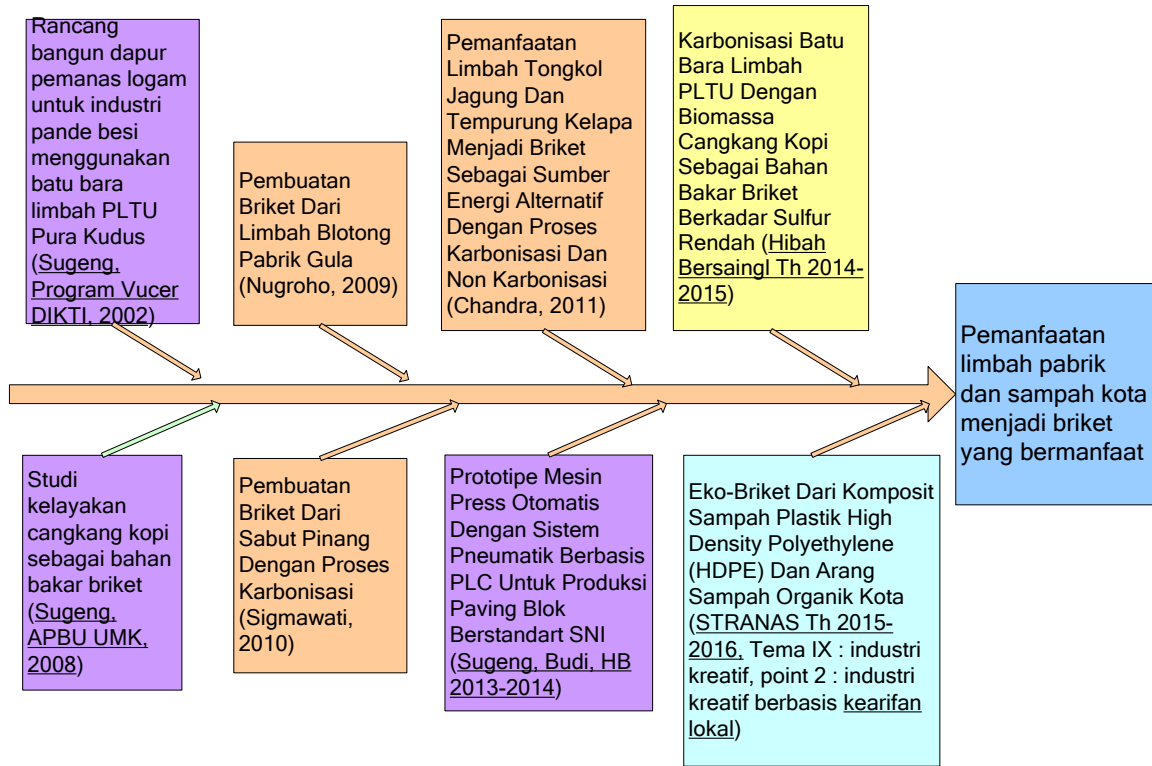 Rancang
bangun dapur
pemanas logam
untuk industri
pande besi
menggunakan
batu bara
limbah PLTU
Pura Kudus
(Sugeng,
Program Vucer
DIKTI, 2002)
Pembuatan
Briket Dari
Limbah Blotong
Pabrik Gula
(Nugroho, 2009)
Pemanfaatan
Limbah Tongkol
Jagung Dan
Tempurung Kelapa
Menjadi Briket
Sebagai Sumber
Energi Alternatif
Dengan Proses
Karbonisasi Dan
Non Karbonisasi
(Chandra, 2011)
Karbonisasi Batu
Bara Limbah
PLTU Dengan
Biomassa
Cangkang Kopi
Sebagai Bahan
Bakar Briket
Berkadar Sulfur
Rendah (Hibah
Bersaingl Th 2014-
2015)
Pemanfaatan
limbah pabrik
dan sampah kota
menjadi briket
yang bermanfaat
Studi
kelayakan
cangkang kopi
sebagai bahan
bakar briket
(Sugeng,
APBU UMK,
2008)
Pembuatan
Briket Dari
Sabut Pinang
Dengan Proses
Karbonisasi
(Sigmawati,
2010)
Prototipe Mesin
Press Otomatis
Dengan Sistem
Pneumatik Berbasis
PLC Untuk Produksi
Paving Blok
Berstandart SNI
(Sugeng, Budi, HB
2013-2014)
Eko-Briket Dari Komposit
Sampah Plastik High
Density Polyethylene
(HDPE) Dan Arang
Sampah Organik Kota
(STRANAS Th 2015-
2016, Tema IX : industri
kreatif, point 2 : industri
kreatif berbasis kearifan
lokal)